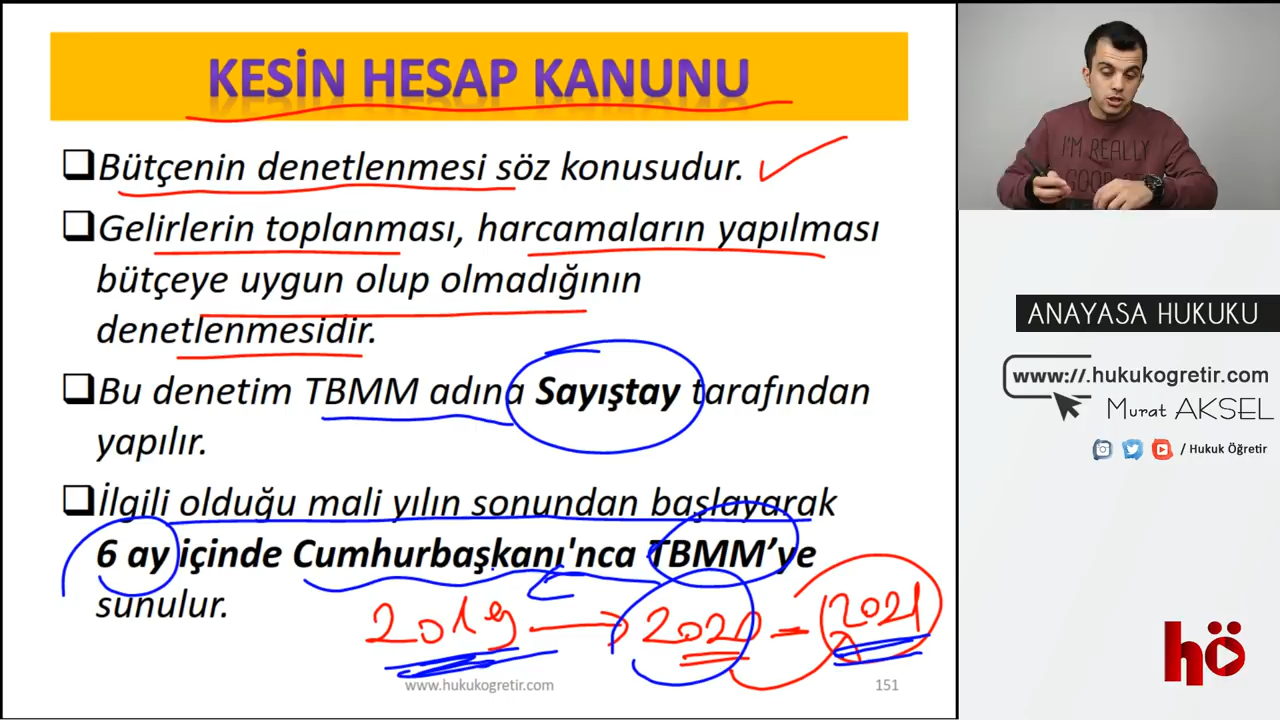 KESİN HESAP KANUNU
Bütçenin denetlenmesi söz konusudur.
Gelirlerin toplanması, harcamaların yapılması
bütçeye uygun olup olmadığının
denetlenmesidir.
Bu denetim TBMM adına Sayıştay tarafından
yapılır.
İlgili olduğu mali yılın sonundan başlayarak
6 ay içinde Cumhurbaşkanı'nca TBMM’ye
sunulur.
2019 2020 - 2021
www.hukukogretir.com
151
I'M REALLY
ANAYASA HUKUKU
www://.hukukogretir.com
Murat AKSEL
/ Hukuk Öğretir
hö